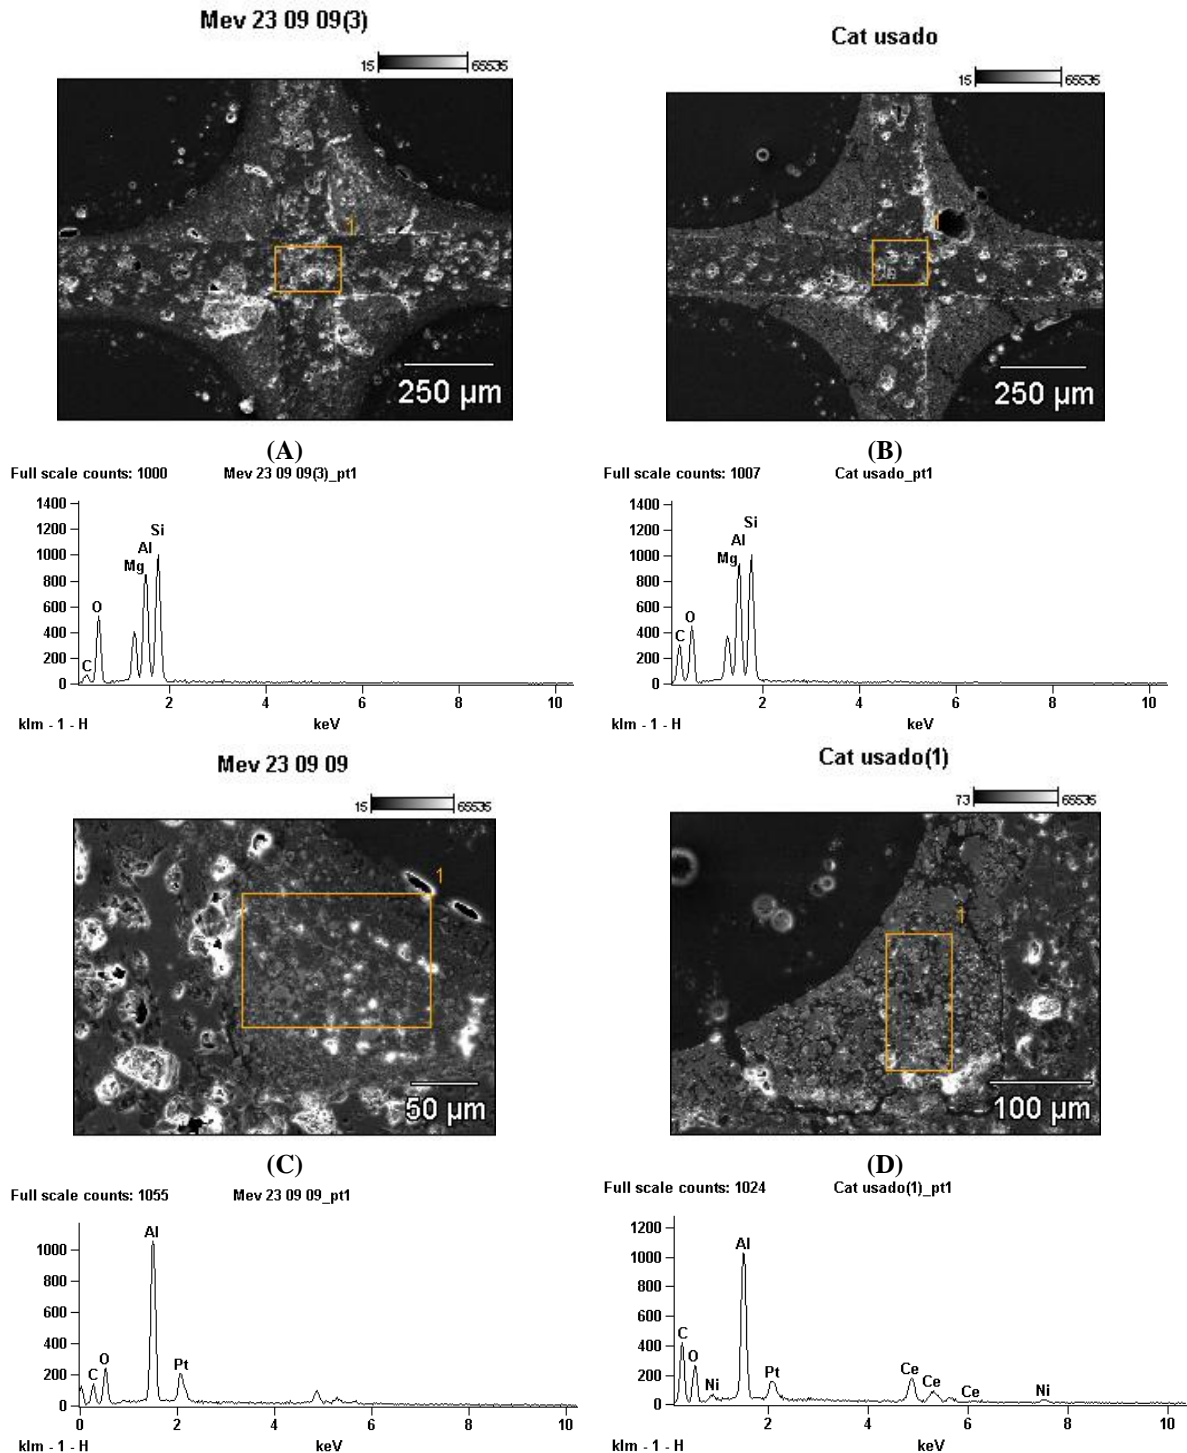 Mev 23 09 09(3)
Cat usado
15 65535
15 65535
1
1
250 µm
250 µm
(A)
(B)
Full scale counts: 1000 Mev 23 09 09(3)_pt1
Full scale counts: 1007 Cat usado_pt1
1400
1200
1000
800
600
400
200
0
C
O
Mg
Al
Si
2 4 6 8 10
klm - 1 - H keV
1400
1200
1000
800
600
400
200
0
C
O
Mg
Al
Si
2 4 6 8 10
klm - 1 - H keV
Mev 23 09 09
Cat usado(1)
15 65535
73 65535
1
1
50 µm
100 µm
(C)
(D)
Full scale counts: 1055 Mev 23 09 09_pt1
Full scale counts: 1024 Cat usado(1)_pt1
1000
800
600
400
200
0
C
O
Al
Pt
0 2 4 6 8 10
klm - 1 - H keV
1200
1000
800
600
400
200
0
C
O
Ni
Al
Pt
Ce
Ce
Ce
Ni
2 4 6 8 10
klm - 1 - H keV